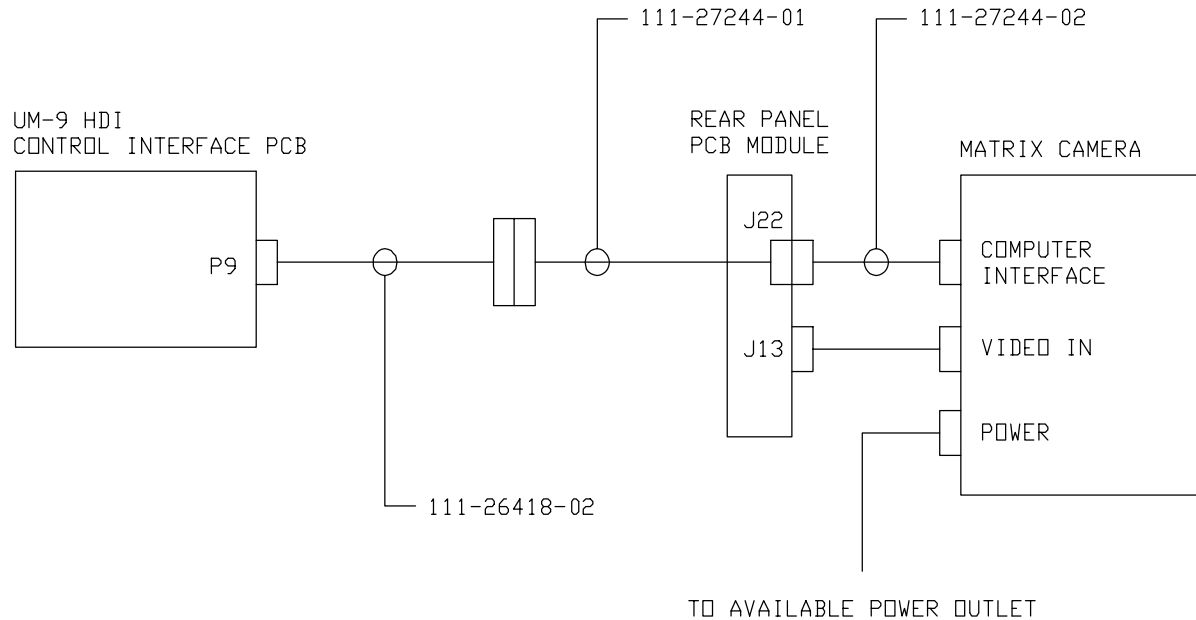 111-27244-01
111-27244-02
UM-9 HDI
CONTROL INTERFACE PCB
REAR PANEL
PCB MODULE
MATRIX CAMERA
P9
J22
COMPUTER
INTERFACE
J13
VIDEO IN
POWER
111-26418-02
TO AVAILABLE POWER OUTLET